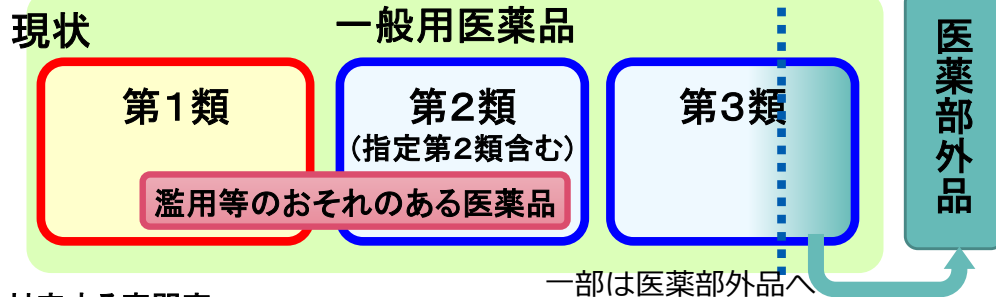 現状
一般用医薬品
第1類
第2類
(指定第2類含む)
第3類
濫用等のおそれのある医薬品
医薬部外品
一部は医薬部外品へ